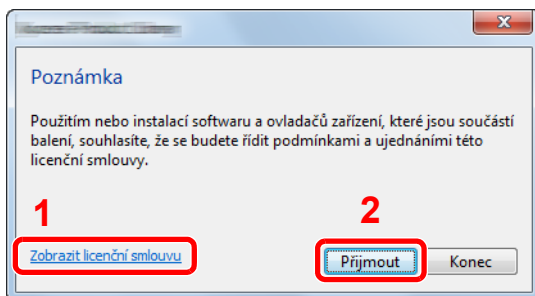 Poznámka
Použitím nebo instalací softwaru a ovladačů zařízení, které jsou součástí
balení, souhlasíte, že se budete řídit podmínkami a ujednáními této
licenční smlouvy.
1
2
Zobrazit licenční smlouvu
Přijmout
Konec